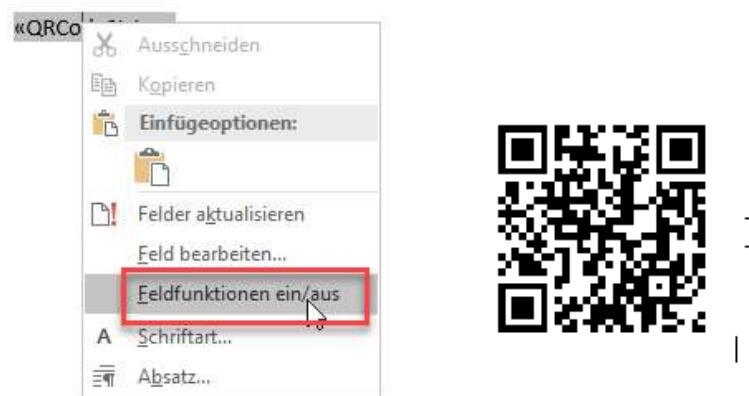 «QRCo
Ausschneiden
Kopieren
Einfügeoptionen:
Felder aktualisieren
Feld bearbeiten...
Feldfunktionen ein/aus
A Schriftart...
Absatz...